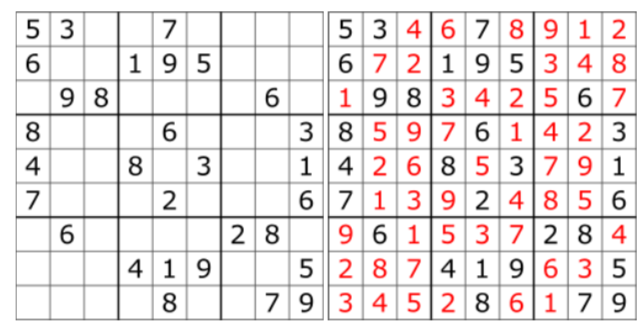 5 3 7 5 3 4 6 7 8 9 1 2
6 1 9 5 6 7 2 1 9 5 3 4 8
9 8 6 1 9 8 3 4 2 5 6 7
8 6 3 8 5 9 7 6 1 4 2 3
4 8 3 1 4 2 6 8 5 3 7 9 1
7 2 6 7 1 3 9 2 4 8 5 6
6 2 8 9 6 1 5 3 7 2 8 4
4 1 9 5 2 8 7 4 1 9 6 3 5
8 7 9 3 4 5 2 8 6 1 7 9